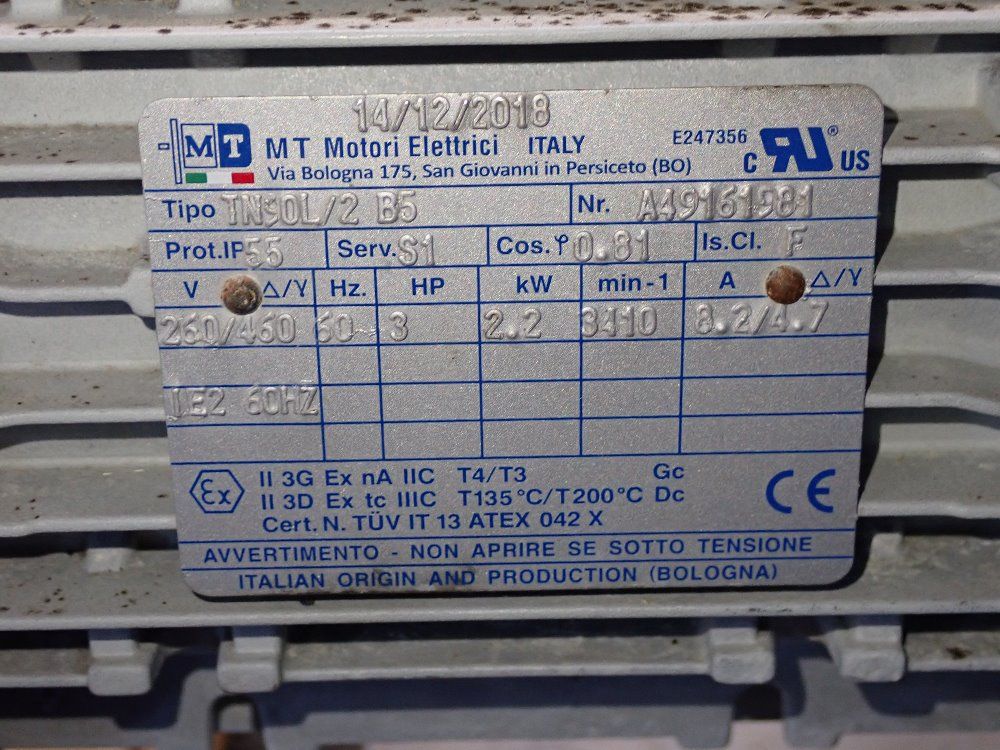 14/12/2018
MT MT Motori Elettrici ITALY E247356
Via Bologna 175, San Giovanni in Persiceto (BO) C RU® US
Tipo TN90L/2 B5 Nr. A49161981
Prot.IP55 Serv.S1 Cos.φ0.81 Is.Cl. F
V △/Y Hz. HP kW min-1 A △/Y
260/460 60 3 2.2 3410 8.2/4.7
IE2 60HZ
Ex II 3G Ex nA IIC T4/T3 Gc
II 3D Ex tc IIIC T135°C/T200°C Dc CE
Cert. N. TÜV IT 13 ATEX 042 X
AVVERTIMENTO - NON APRIRE SE SOTTO TENSIONE
ITALIAN ORIGIN AND PRODUCTION (BOLOGNA)